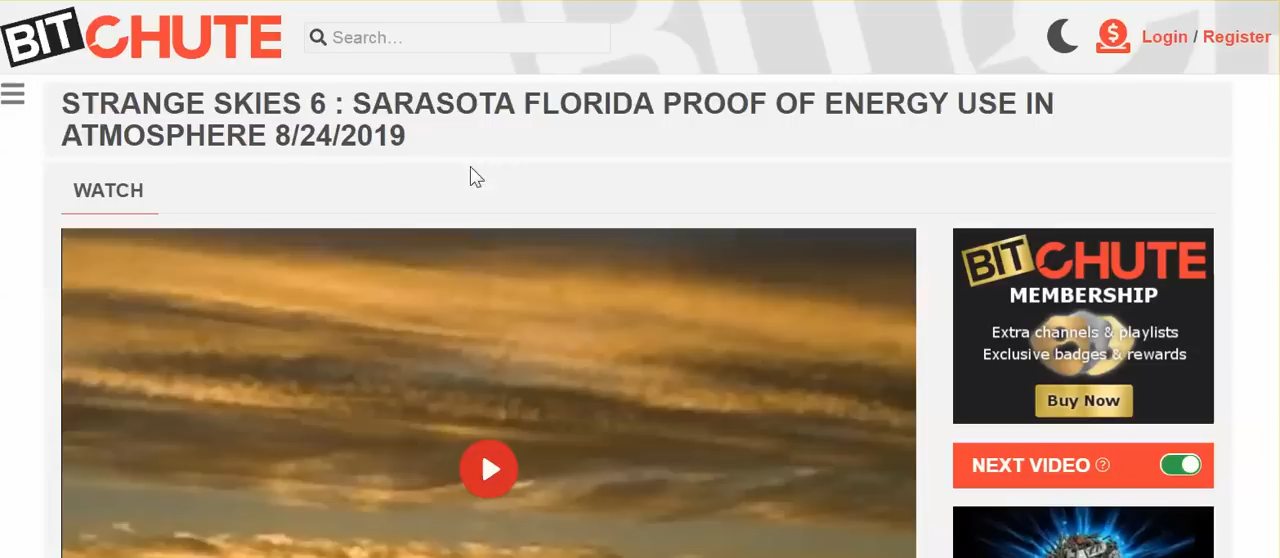 BITCHUTE
Search...
Login / Register
STRANGE SKIES 6 : SARASOTA FLORIDA PROOF OF ENERGY USE IN
ATMOSPHERE 8/24/2019
WATCH
BITCHUTE
MEMBERSHIP
Extra channels & playlists
Exclusive badges & rewards
Buy Now
NEXT VIDEO ?